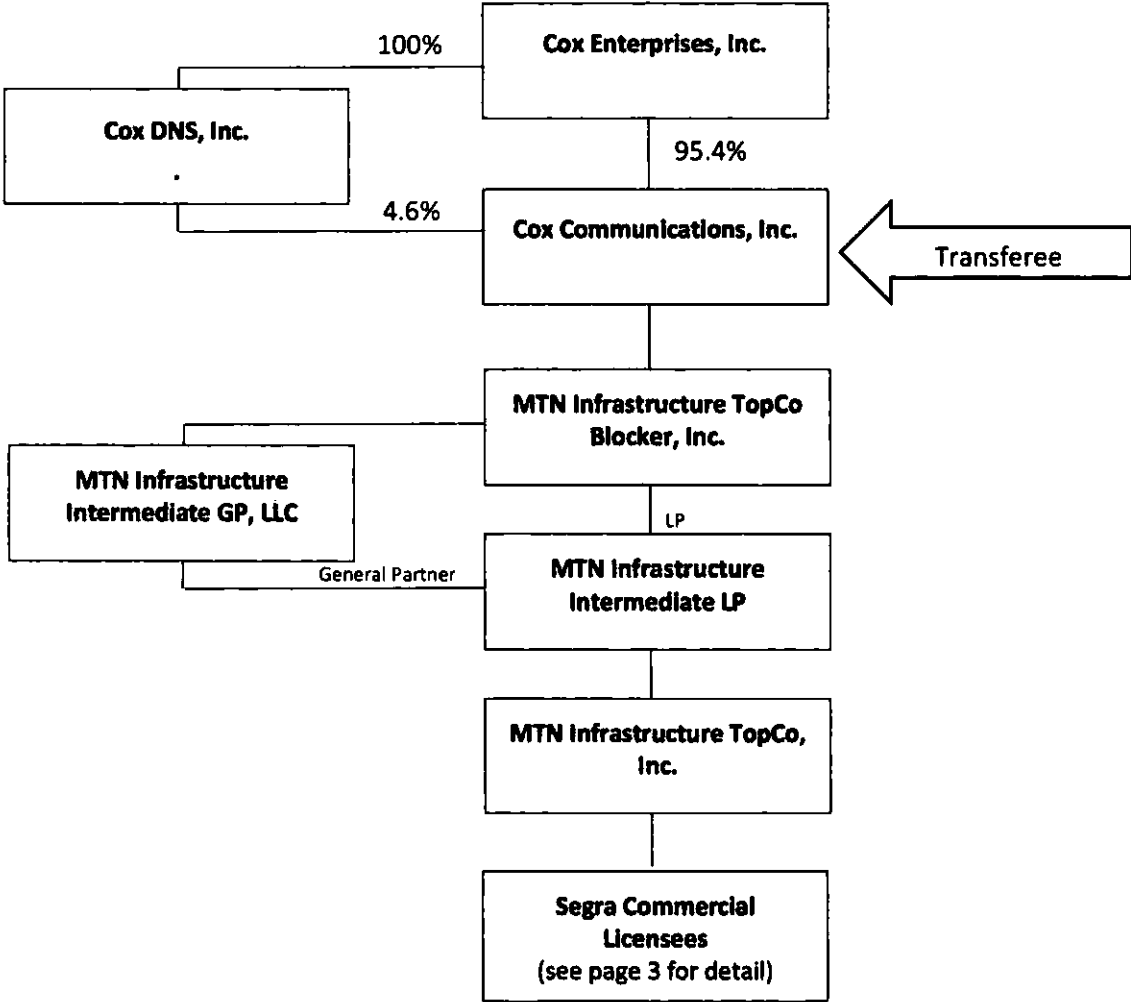 100%
Cox Enterprises, Inc.
Cox DNS, Inc.
.
95.4%
4.6%
Cox Communications, Inc.
Transferee
MTN Infrastructure TopCo
Blocker, Inc.
MTN Infrastructure
Intermediate GP, LLC
LP
General Partner
MTN Infrastructure
Intermediate LP
MTN Infrastructure TopCo,
Inc.
Segra Commercial
Licensees
(see page 3 for detail)